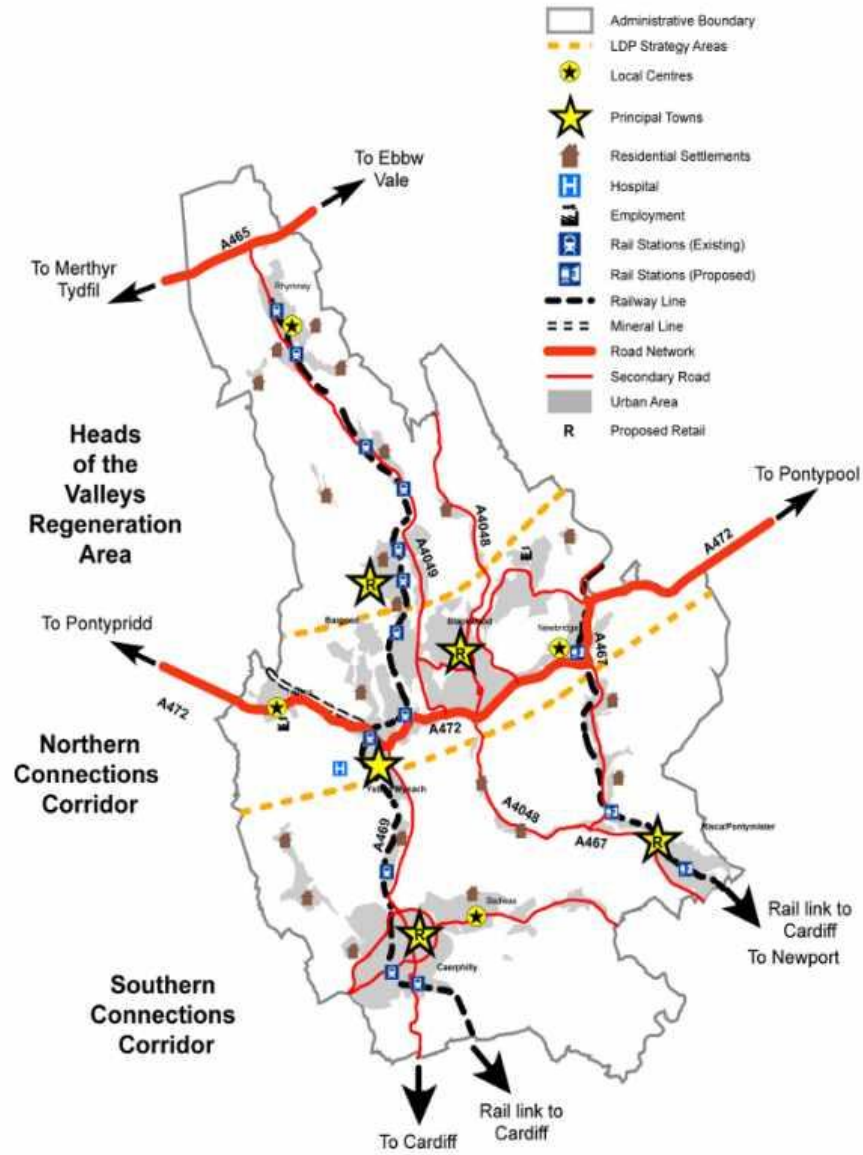 Administrative Boundary
LDP Strategy Areas
Local Centres
Principal Towns
Residential Settlements
H
Hospital
Employment
Rail Stations (Existing)
Rail Stations (Proposed)
Railway Line
Mineral Line
Road Network
Secondary Road
Urban Area
R
Proposed Retail
To Ebbw
Vale
A465
To Merthyr
Tydfil
Rhymney
Heads
of the
Valleys
Regeneration
Area
To Pontypool
A472
A4048
A4049
R
Bargoed
Blackwood
R
Newbridge
A467
To Pontypridd
A472
A472
Northern
Connections
Corridor
H
Ystrad Mynach
A469
A4048
A467
Risca/Pontymister
R
Rail link to
Cardiff
To Newport
Bedwas
R
Caerphilly
Southern
Connections
Corridor
Rail link to
Cardiff
To Cardiff